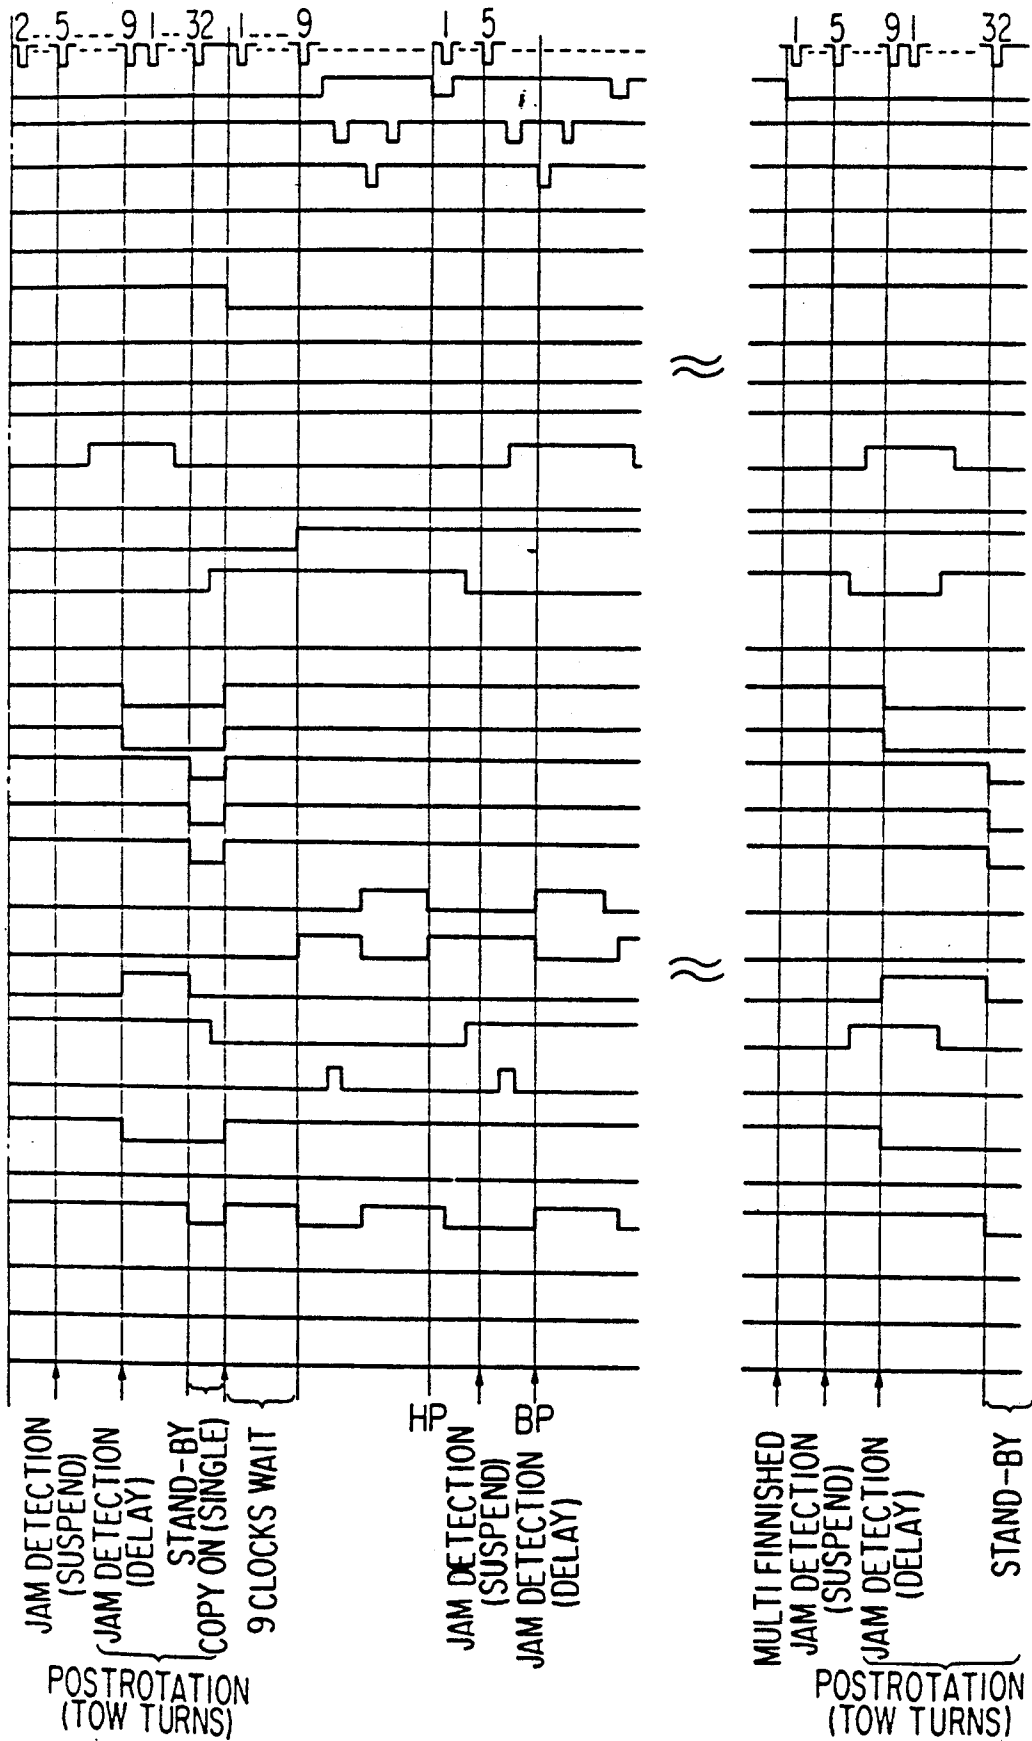 2 5 9 1 32 1 9 1 5 1 5 9 1 32
JAM DETECTION
(SUSPEND)
JAM DETECTION
(DELAY)
STAND-BY
COPY ON (SINGLE)
9 CLOCKS WAIT
HP
JAM DETECTION
(SUSPEND)
BP
JAM DETECTION
(DELAY)
MULTI FINNISHED
JAM DETECTION
(SUSPEND)
JAM DETECTION
(DELAY)
STAND-BY
POSTROTATION
(TOW TURNS)
POSTROTATION
(TOW TURNS)